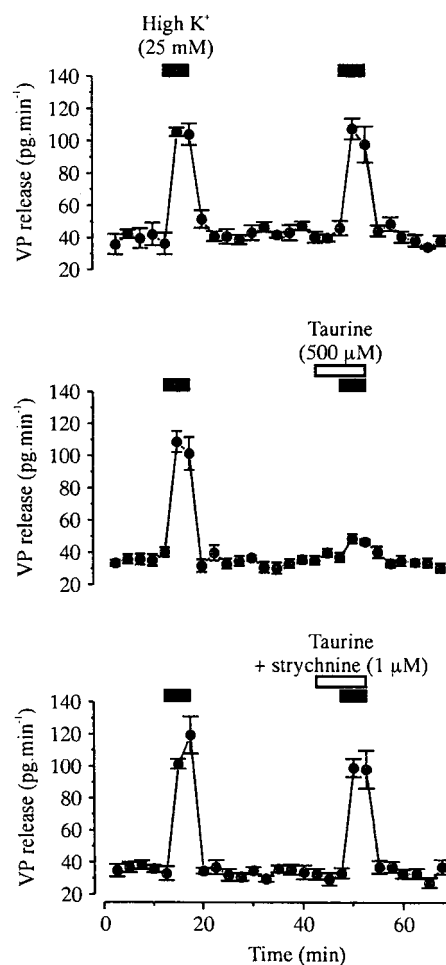 High K⁺
(25 mM)
140
120
100
80
60
40
20
VP release (pg.min⁻¹)
Taurine
(500 µM)
140
120
100
80
60
40
20
VP release (pg.min⁻¹)
Taurine
+ strychnine (1 µM)
140
120
100
80
60
40
20
VP release (pg.min⁻¹)
0 20 40 60
Time (min)